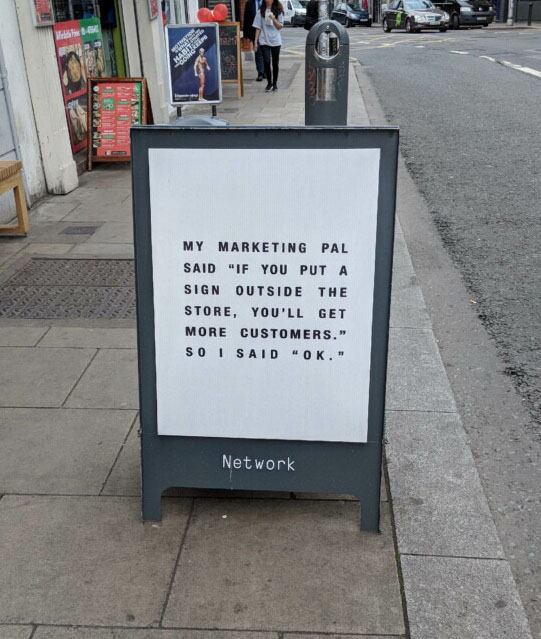 MY MARKETING PAL
SAID "IF YOU PUT A
SIGN OUTSIDE THE
STORE, YOU'LL GET
MORE CUSTOMERS."
SO I SAID "OK."
Network